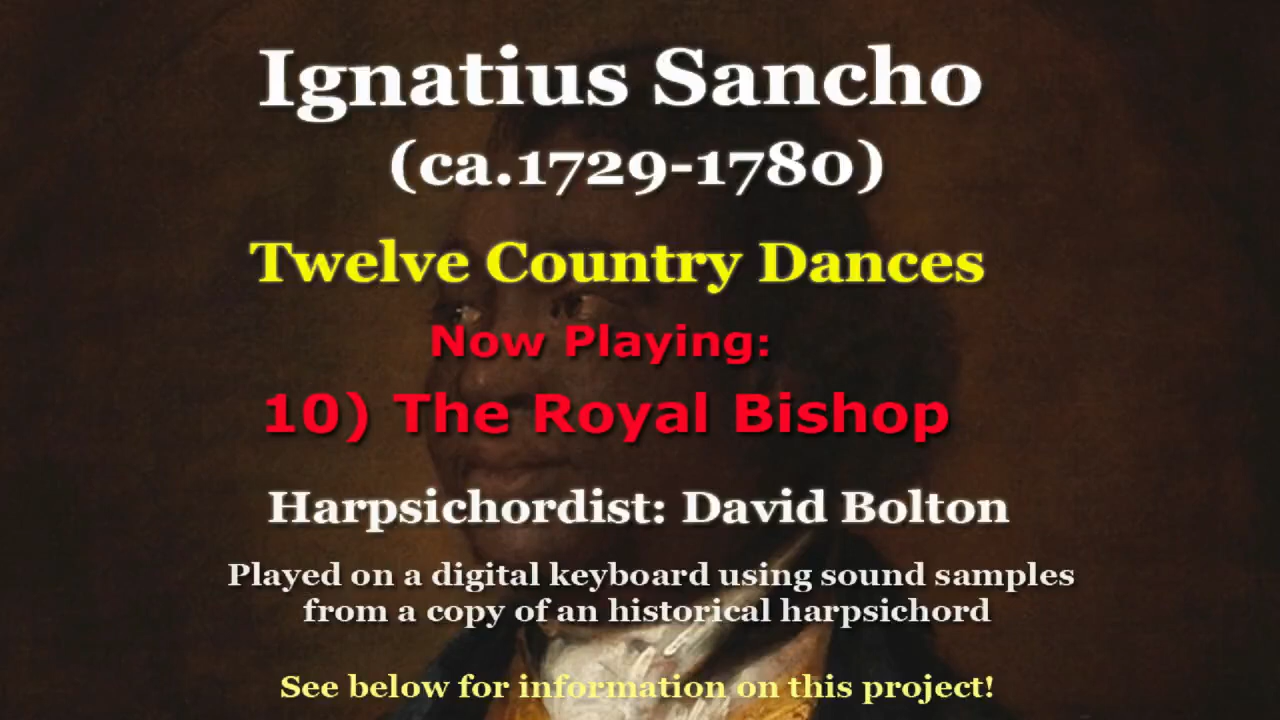 Ignatius Sancho
(ca.1729-1780)
Twelve Country Dances
Now Playing:
10) The Royal Bishop
Harpsichordist: David Bolton
Played on a digital keyboard using sound samples
from a copy of an historical harpsichord
See below for information on this project!